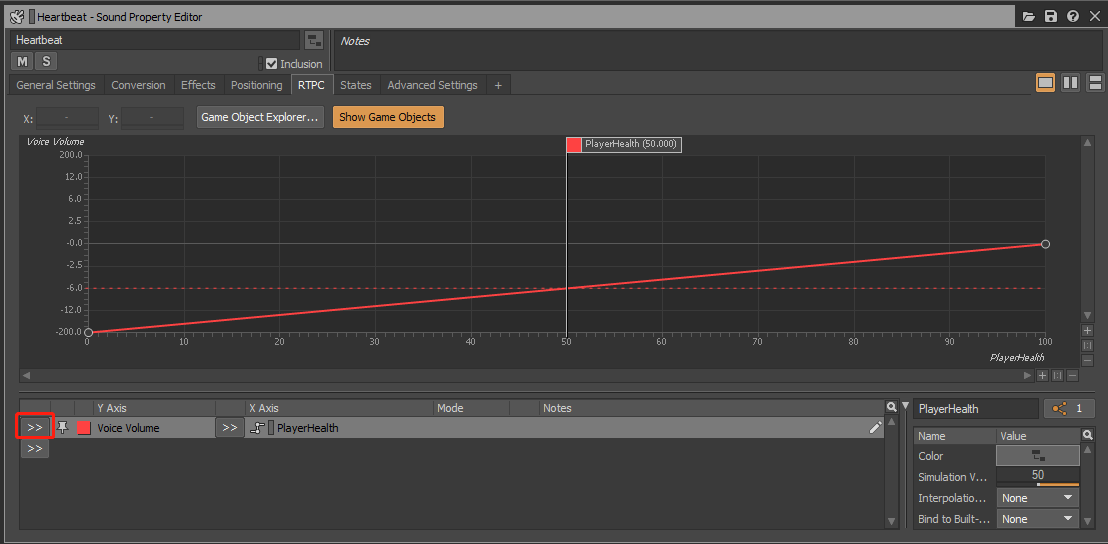 Heartbeat - Sound Property Editor
Heartbeat
Notes
M S
Inclusion
General Settings Conversion Effects Positioning RTPC States Advanced Settings +
X: - Y: - Game Object Explorer... Show Game Objects
Voice Volume
PlayerHealth (50.000)
200.0
12.0
6.0
2.5
-0.0
-2.5
-6.0
-12.0
-200.0
0 10 20 30 40 50 60 70 80 90 100
PlayerHealth
Y Axis X Axis Mode Notes
>> Voice Volume >> PlayerHealth
>>
PlayerHealth 1
Name Value
Color
Simulation V... 50
Interpolatio... None
Bind to Built-... None